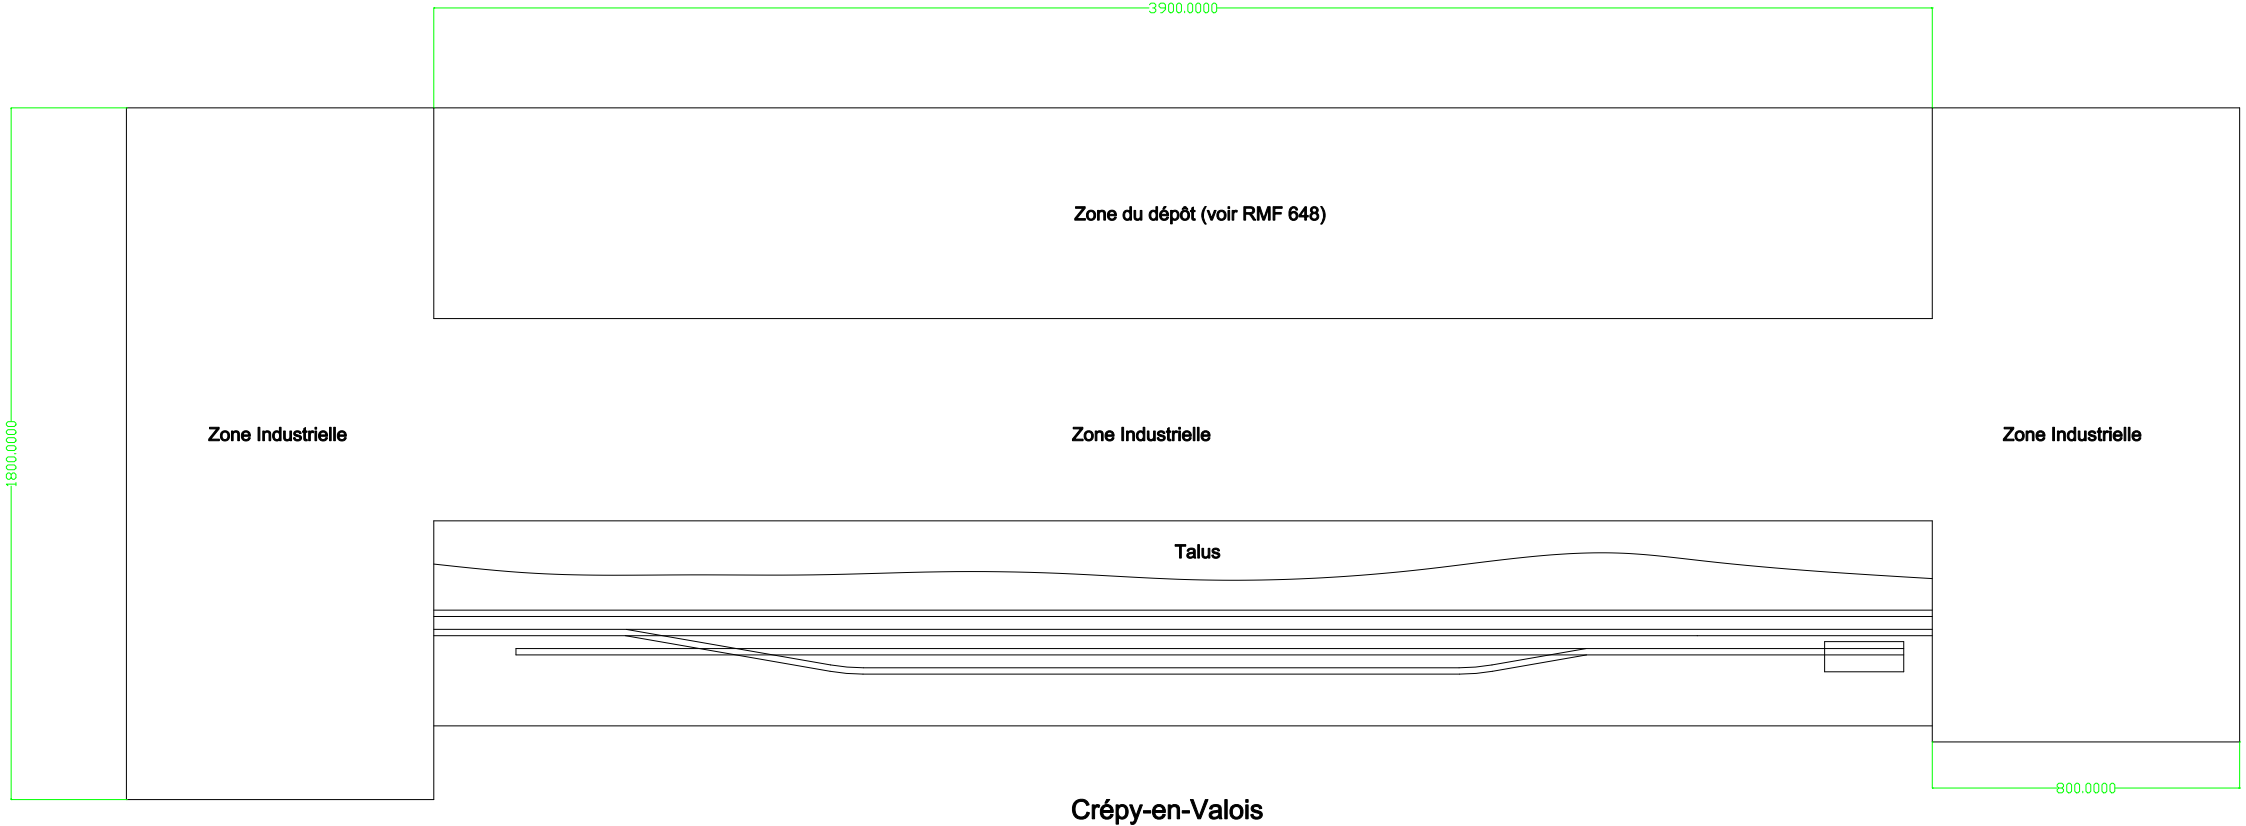 3900.0000
Zone du dépôt (voir RMF 648)
1800.0000
Zone Industrielle
Zone Industrielle
Zone Industrielle
Talus
800.0000
Crépy-en-Valois